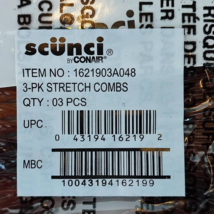 scünci
BY CONAIR
ITEM NO : 1621903A048
3-PK STRETCH COMBS
QTY : 03 PCS
UPC
0 43194 16219 2
MBC
10043194162199